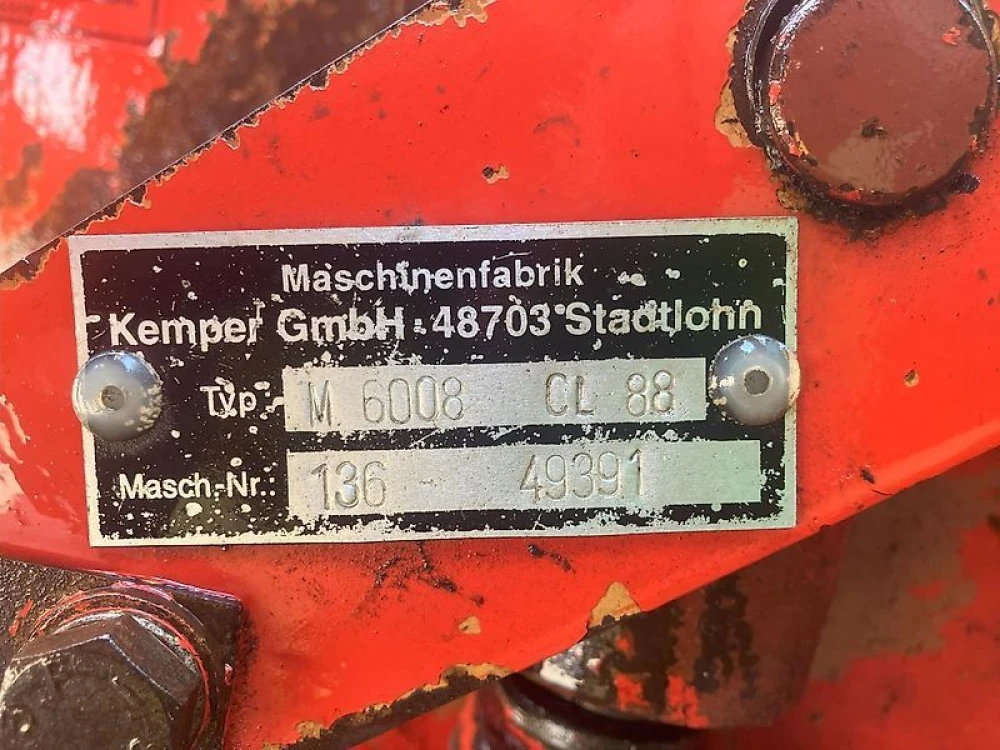 Maschinenfabrik
Kemper GmbH · 48703 Stadtlohn
Typ: M 6008 CL 88
Masch.-Nr.: 136 - 49391